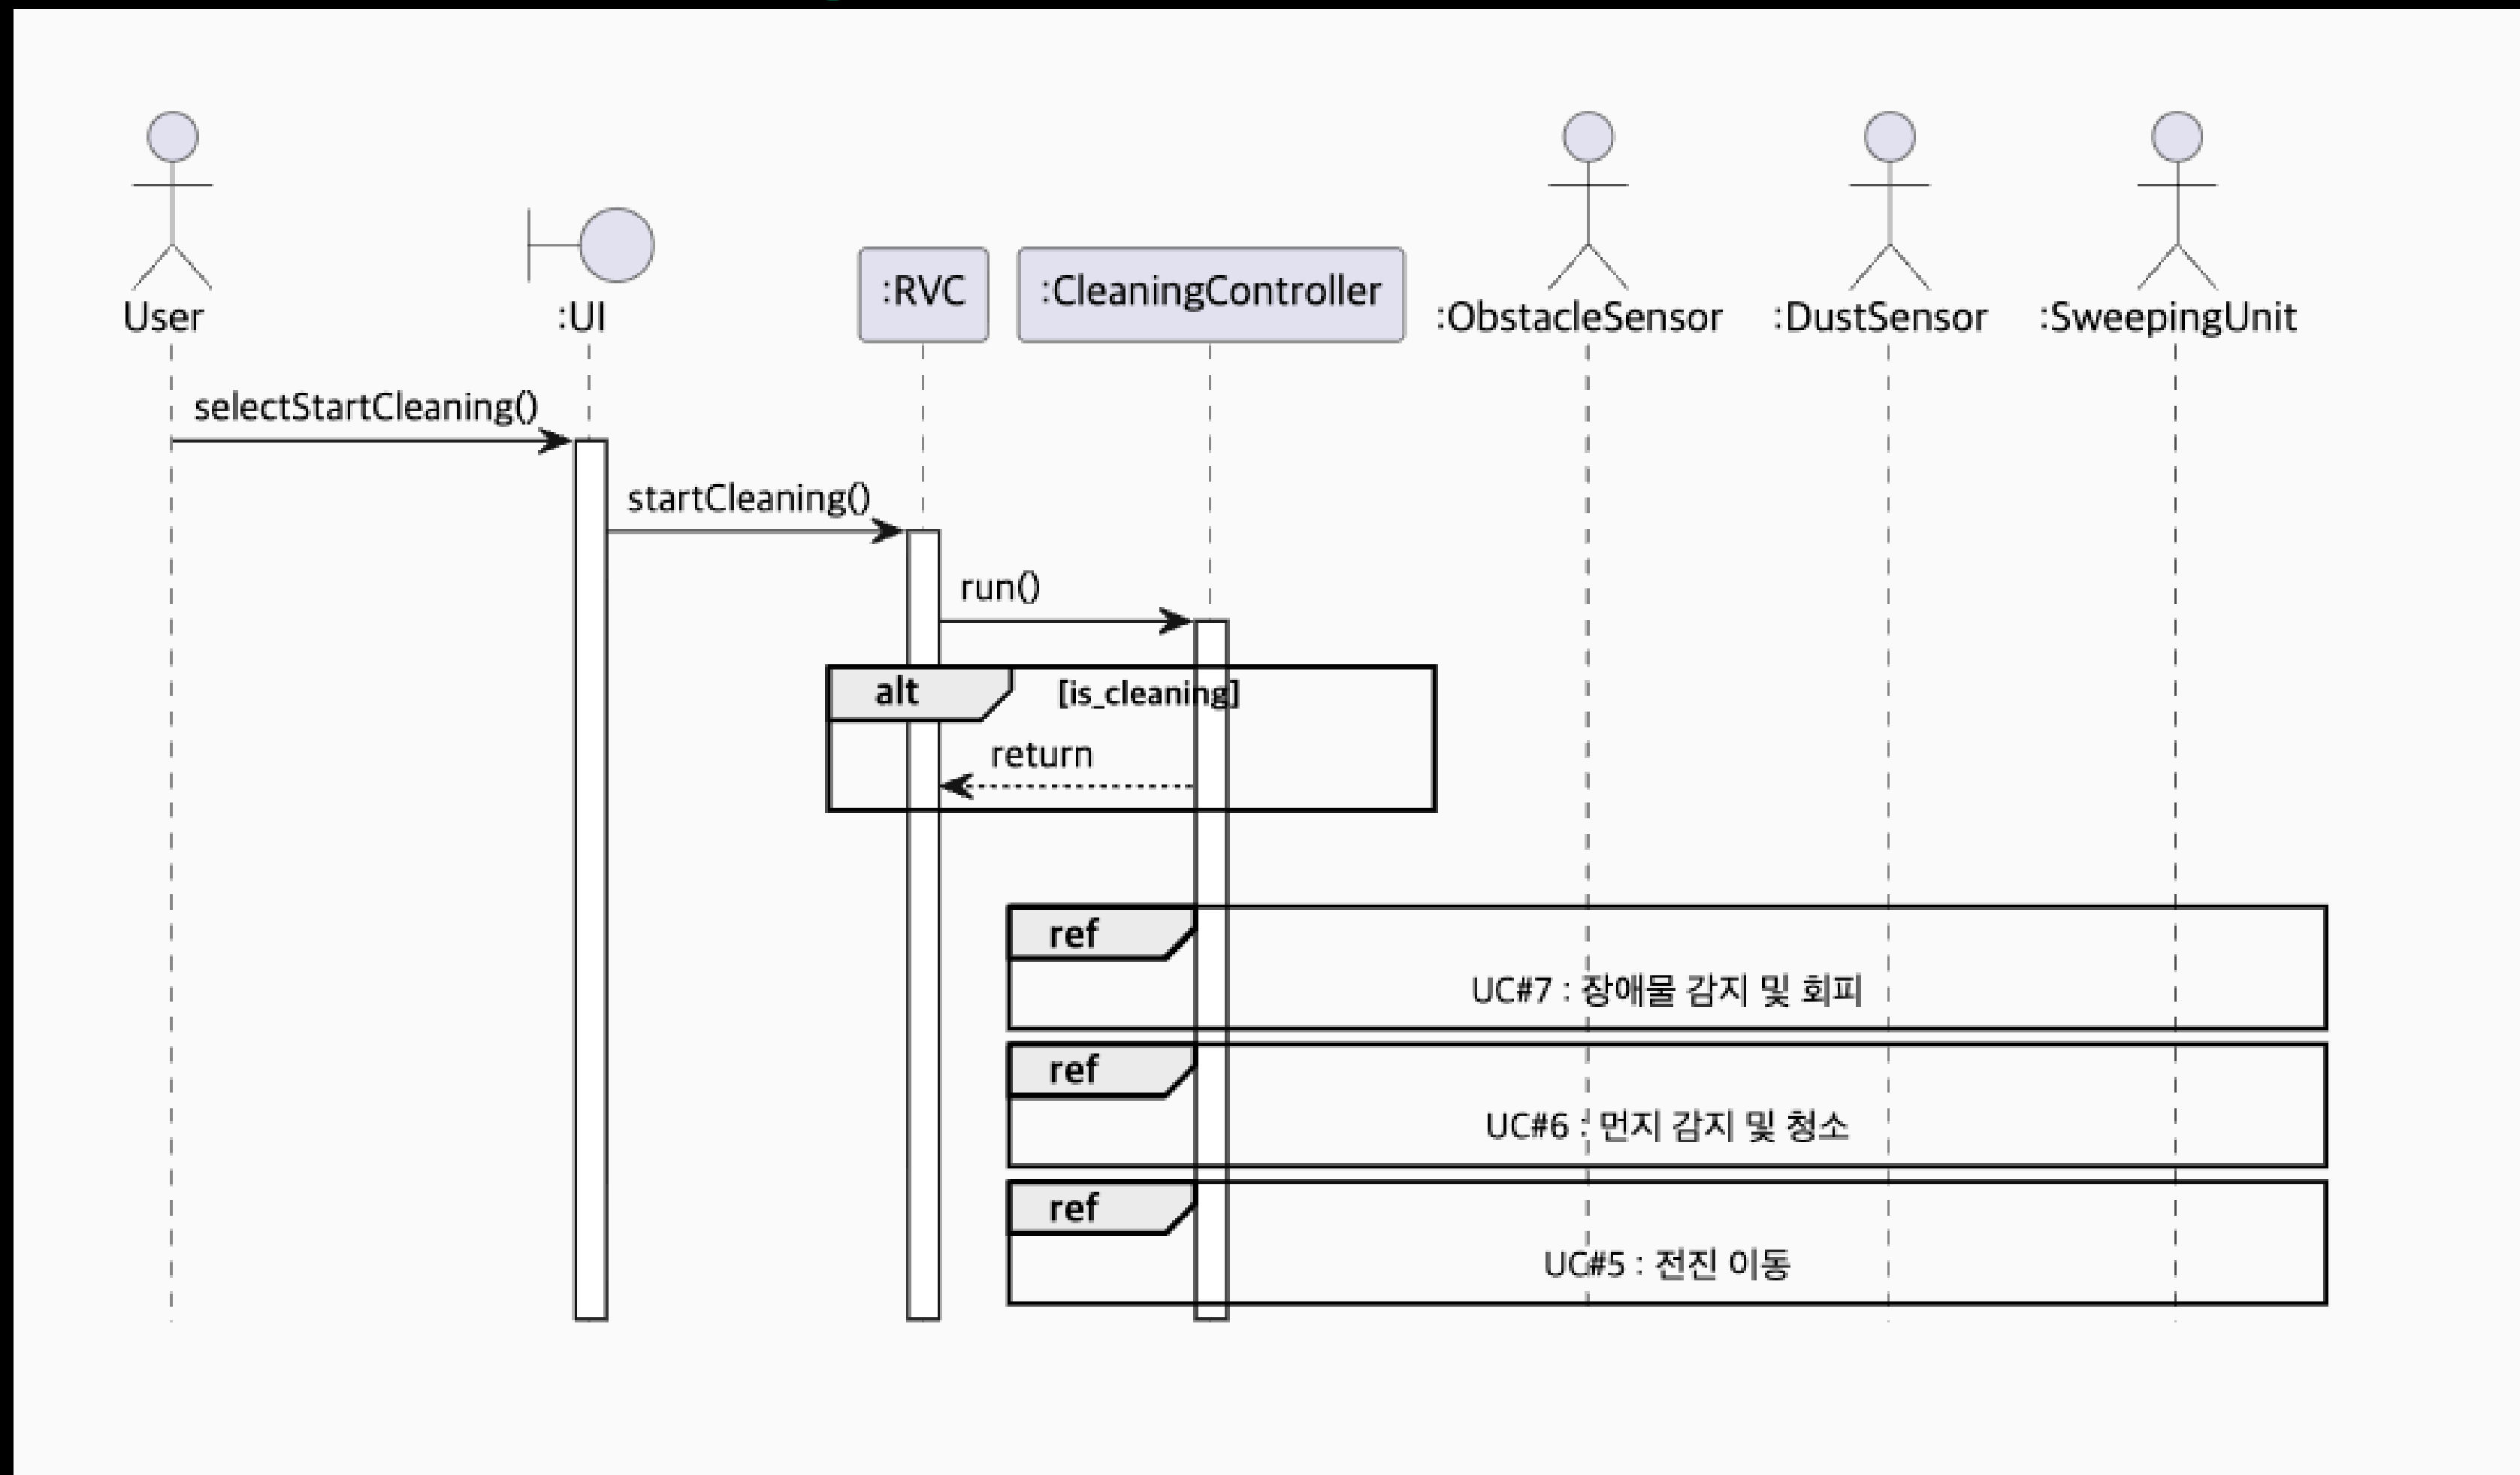 User
:UI
:RVC
:CleaningController
:ObstacleSensor
:DustSensor
:SweepingUnit
selectStartCleaning()
startCleaning()
run()
alt
[is_cleaning]
return
ref
UC#7 : 장애물 감지 및 회피
ref
UC#6 : 먼지 감지 및 청소
ref
UC#5 : 전진 이동